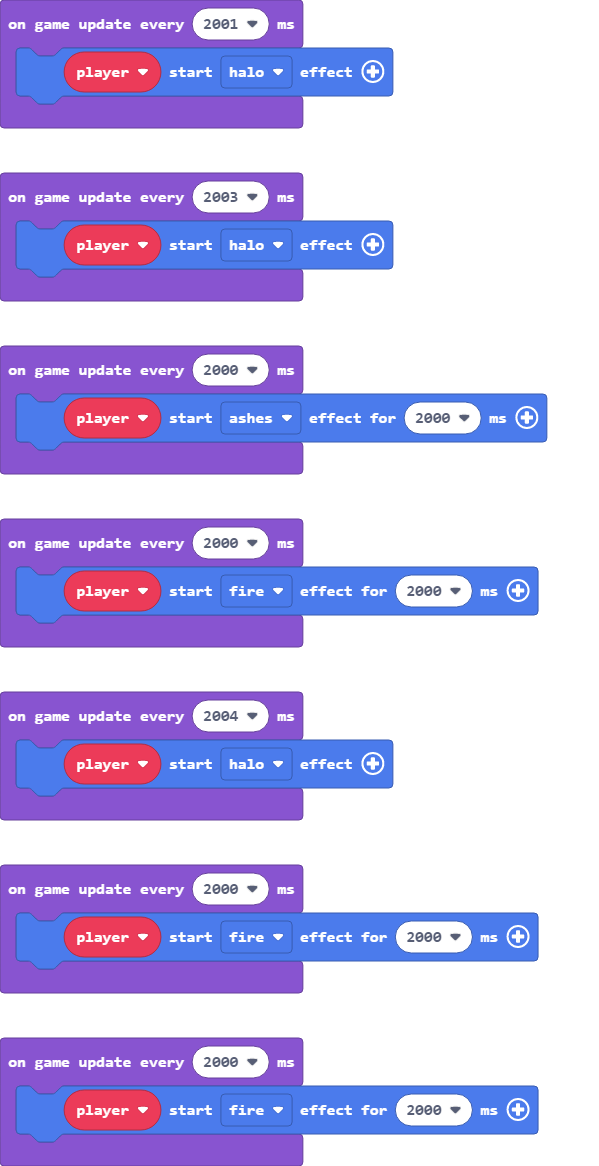 on game update every 2001 ms
player start halo effect
on game update every 2003 ms
player start halo effect
on game update every 2000 ms
player start ashes effect for 2000 ms
on game update every 2000 ms
player start fire effect for 2000 ms
on game update every 2004 ms
player start halo effect
on game update every 2000 ms
player start fire effect for 2000 ms
on game update every 2000 ms
player start fire effect for 2000 ms